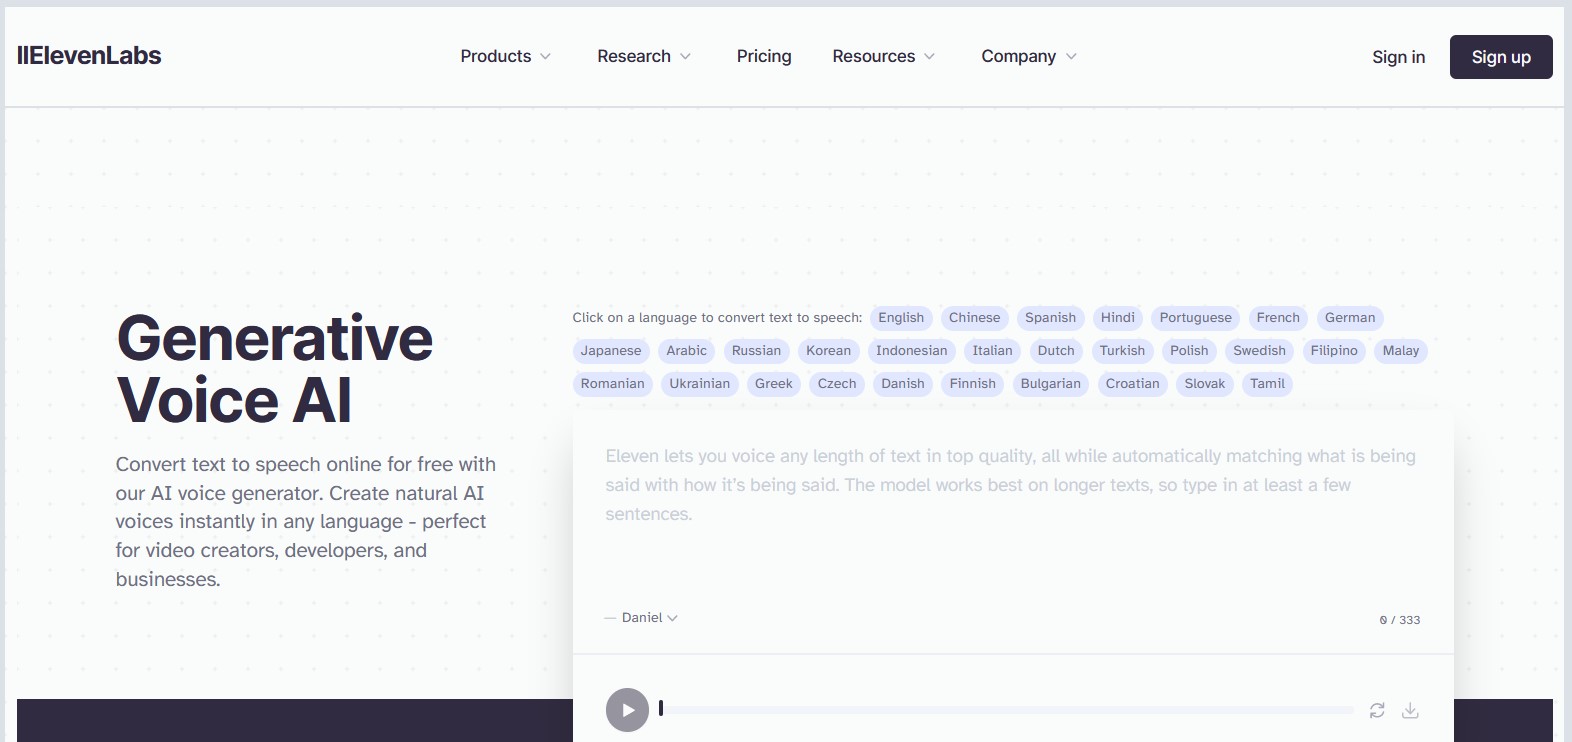 IIElevenLabs
Products
Research
Pricing
Resources
Company
Sign in
Sign up
Generative
Voice AI
Convert text to speech online for free with
our AI voice generator. Create natural AI
voices instantly in any language - perfect
for video creators, developers, and
businesses.
Click on a language to convert text to speech: English Chinese Spanish Hindi Portuguese French German
Japanese Arabic Russian Korean Indonesian Italian Dutch Turkish Polish Swedish Filipino Malay
Romanian Ukrainian Greek Czech Danish Finnish Bulgarian Croatian Slovak Tamil
Eleven lets you voice any length of text in top quality, all while automatically matching what is being
said with how it's being said. The model works best on longer texts, so type in at least a few
sentences.
— Daniel
0 / 333